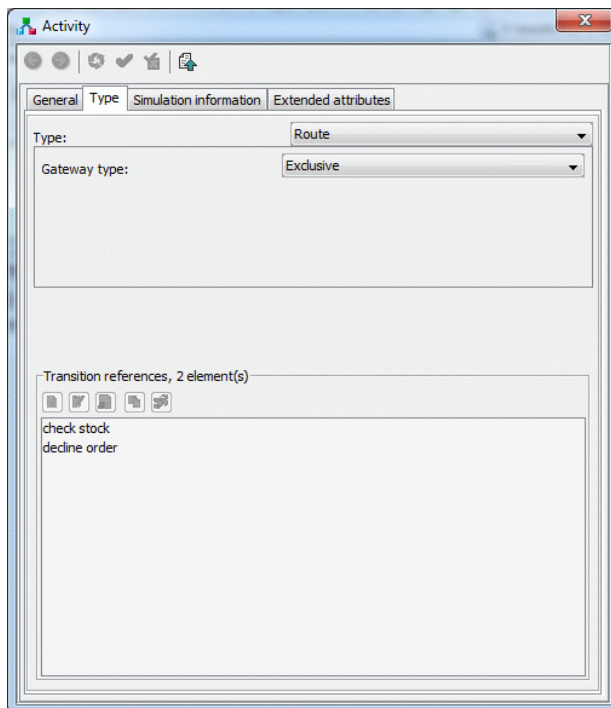 Activity
General Type Simulation information Extended attributes
Type: Route
Gateway type: Exclusive
Transition references, 2 element(s)
check stock
decline order